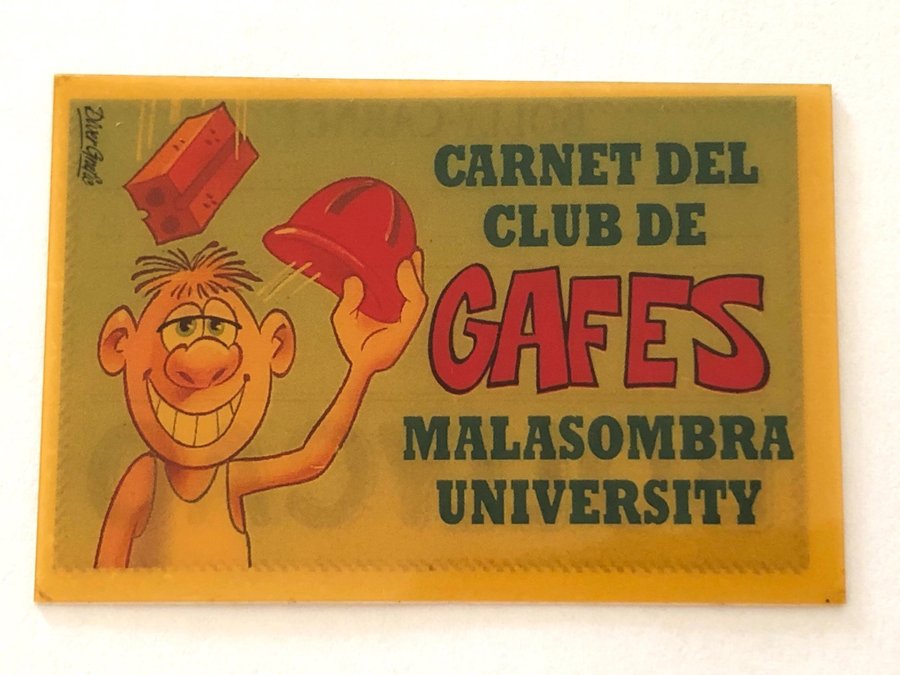 CARNET DEL
CLUB DE
GAFES
MALASOMBRA
UNIVERSITY